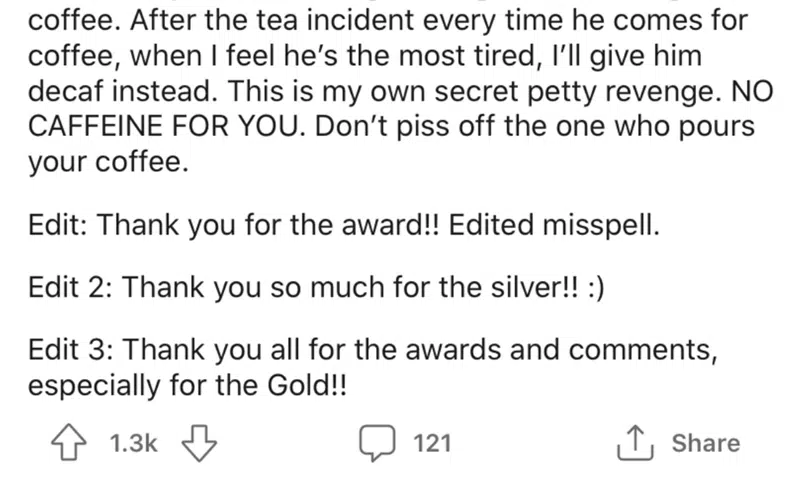 coffee. After the tea incident every time he comes for
coffee, when I feel he’s the most tired, I’ll give him
decaf instead. This is my own secret petty revenge. NO
CAFFEINE FOR YOU. Don’t piss off the one who pours
your coffee.
Edit: Thank you for the award!! Edited misspell.
Edit 2: Thank you so much for the silver!! :)
Edit 3: Thank you all for the awards and comments,
especially for the Gold!!
1.3k 121 Share